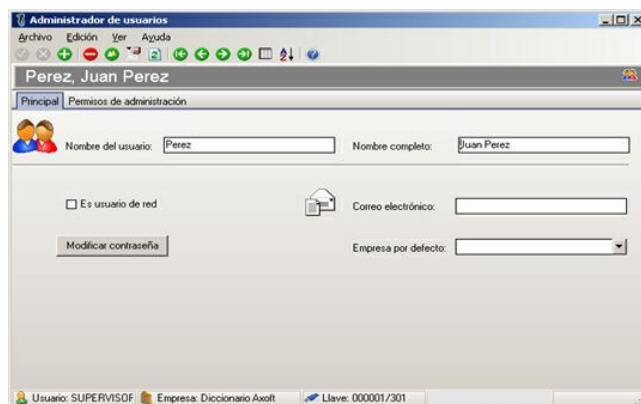 Administrador de usuarios
Archivo Edición Ver Ayuda
Perez, Juan Perez
Principal Permisos de administración
Nombre del usuario: Perez Nombre completo: Juan Perez
Es usuario de red Correo electrónico:
Modificar contraseña Empresa por defecto:
Usuario: SUPERVISOR Empresa: Diccionario Axoft Llave: 000001/301